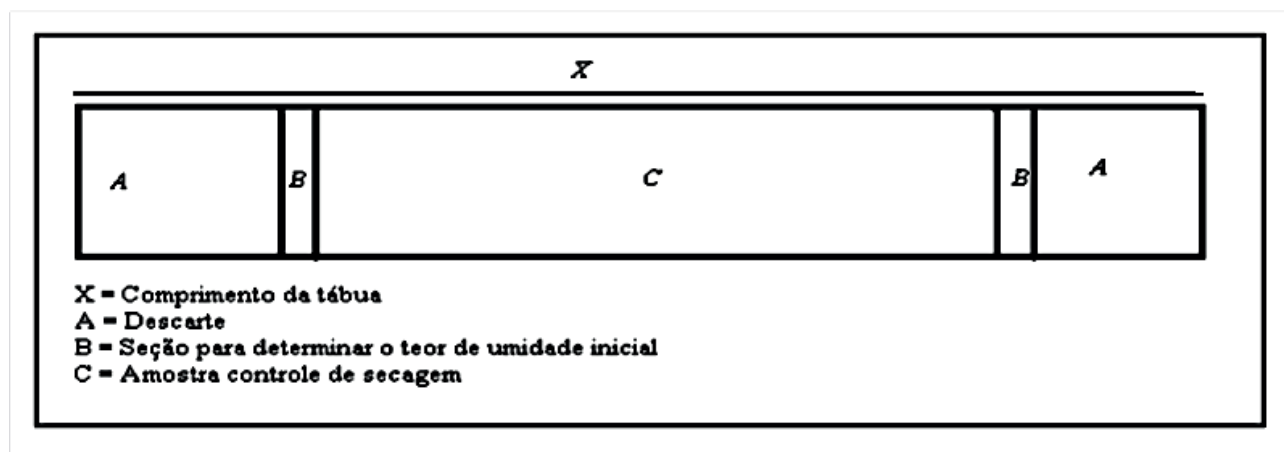 X
A B C B A
X = Comprimento da tábua
A = Descarte
B = Seção para determinar o teor de umidade inicial
C = Amostra controle de secagem